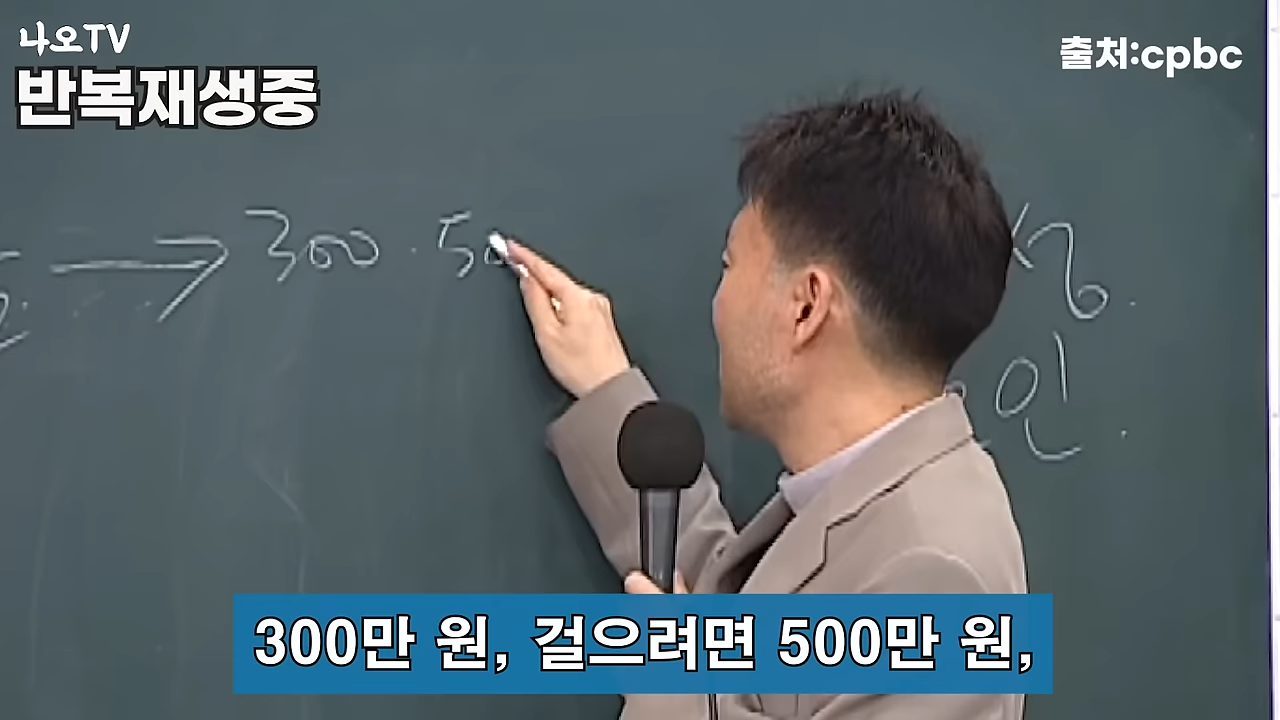 나오TV
출처:cpbc
반복재생중
300 · 50
인
300만 원, 걸으려면 500만 원,